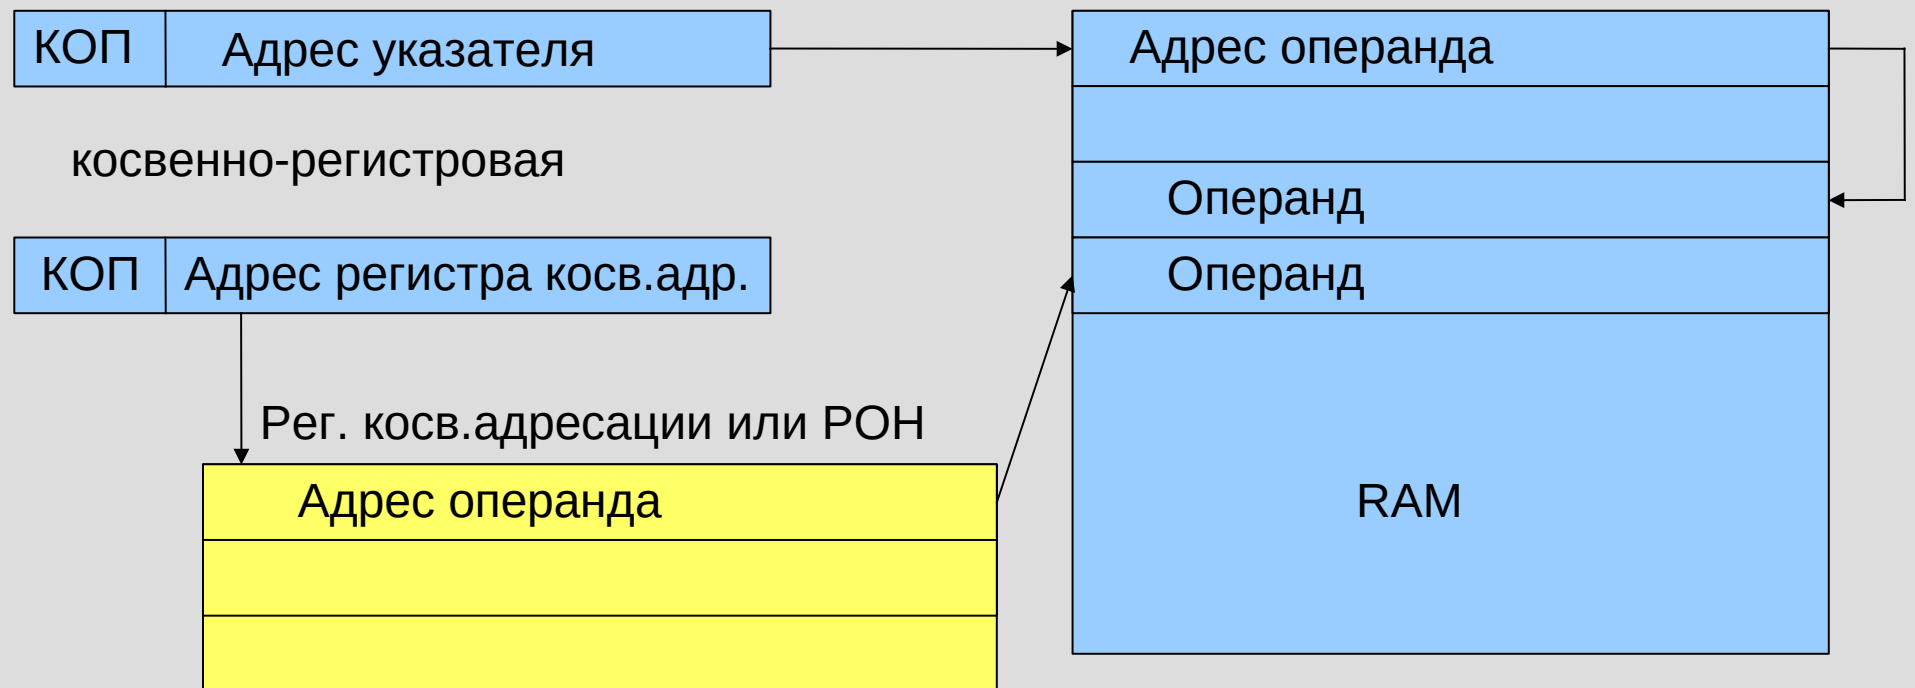 КОП Адрес указателя Адрес операнда
косвенно-регистровая
Операнд
КОП Адрес регистра косв.адр. Операнд
Рег. косв.адресации или РОН
Адрес операнда RAM